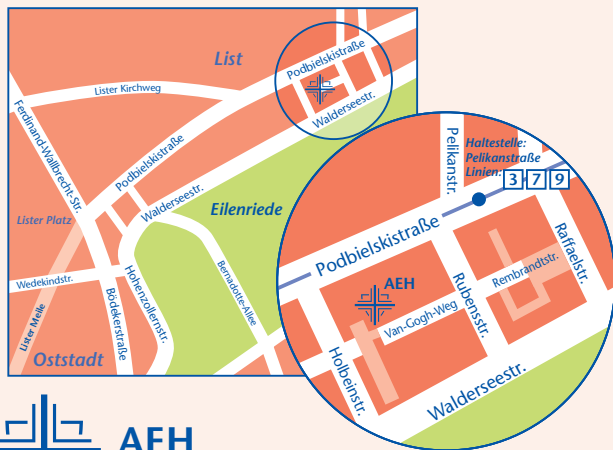 List
Podbielskistraße
Lister Kirchweg
Walderseestr.
Ferdinand-Wallbrecht-Str.
Podbielskistraße
Walderseestr.
Eilenriede
Lister Platz
Wedekindstr.
Hohenzollernstr.
Bernadotte-Allee
Bödekerstraße
Lister Meile
Oststadt
Pelikanstr.
Haltestelle:
Pelikanstraße
Linien: 3 7 9
Podbielskistraße
Raffaelstr.
AEH
Rubensstr.
Rembrandtstr.
Van-Gogh-Weg
Holbeinstr.
Walderseestr.
AEH